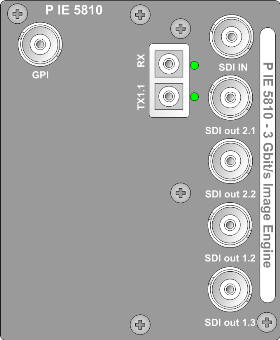 P IE 5810
GPI
RX
TX1.1
SDI IN
SDI out 2.1
SDI out 2.2
SDI out 1.2
SDI out 1.3
P IE 5810 - 3 Gbit/s Image Engine